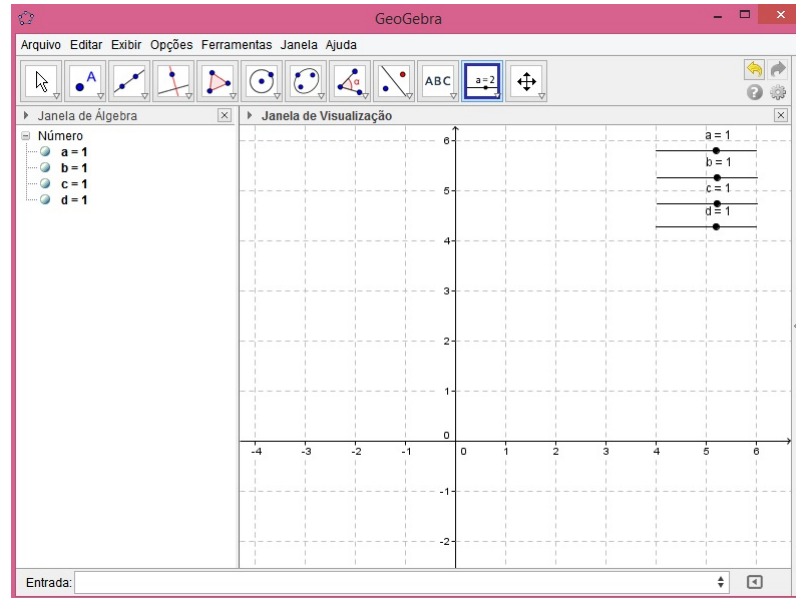 GeoGebra
Arquivo Editar Exibir Opções Ferramentas Janela Ajuda
A
α
ABC
a=2
Janela de Álgebra
Janela de Visualização
Número
a = 1
b = 1
c = 1
d = 1
a = 1
b = 1
c = 1
d = 1
6
5
4
3
2
1
0
-4 -3 -2 -1 0 1 2 3 4 5 6
-1
-2
Entrada: